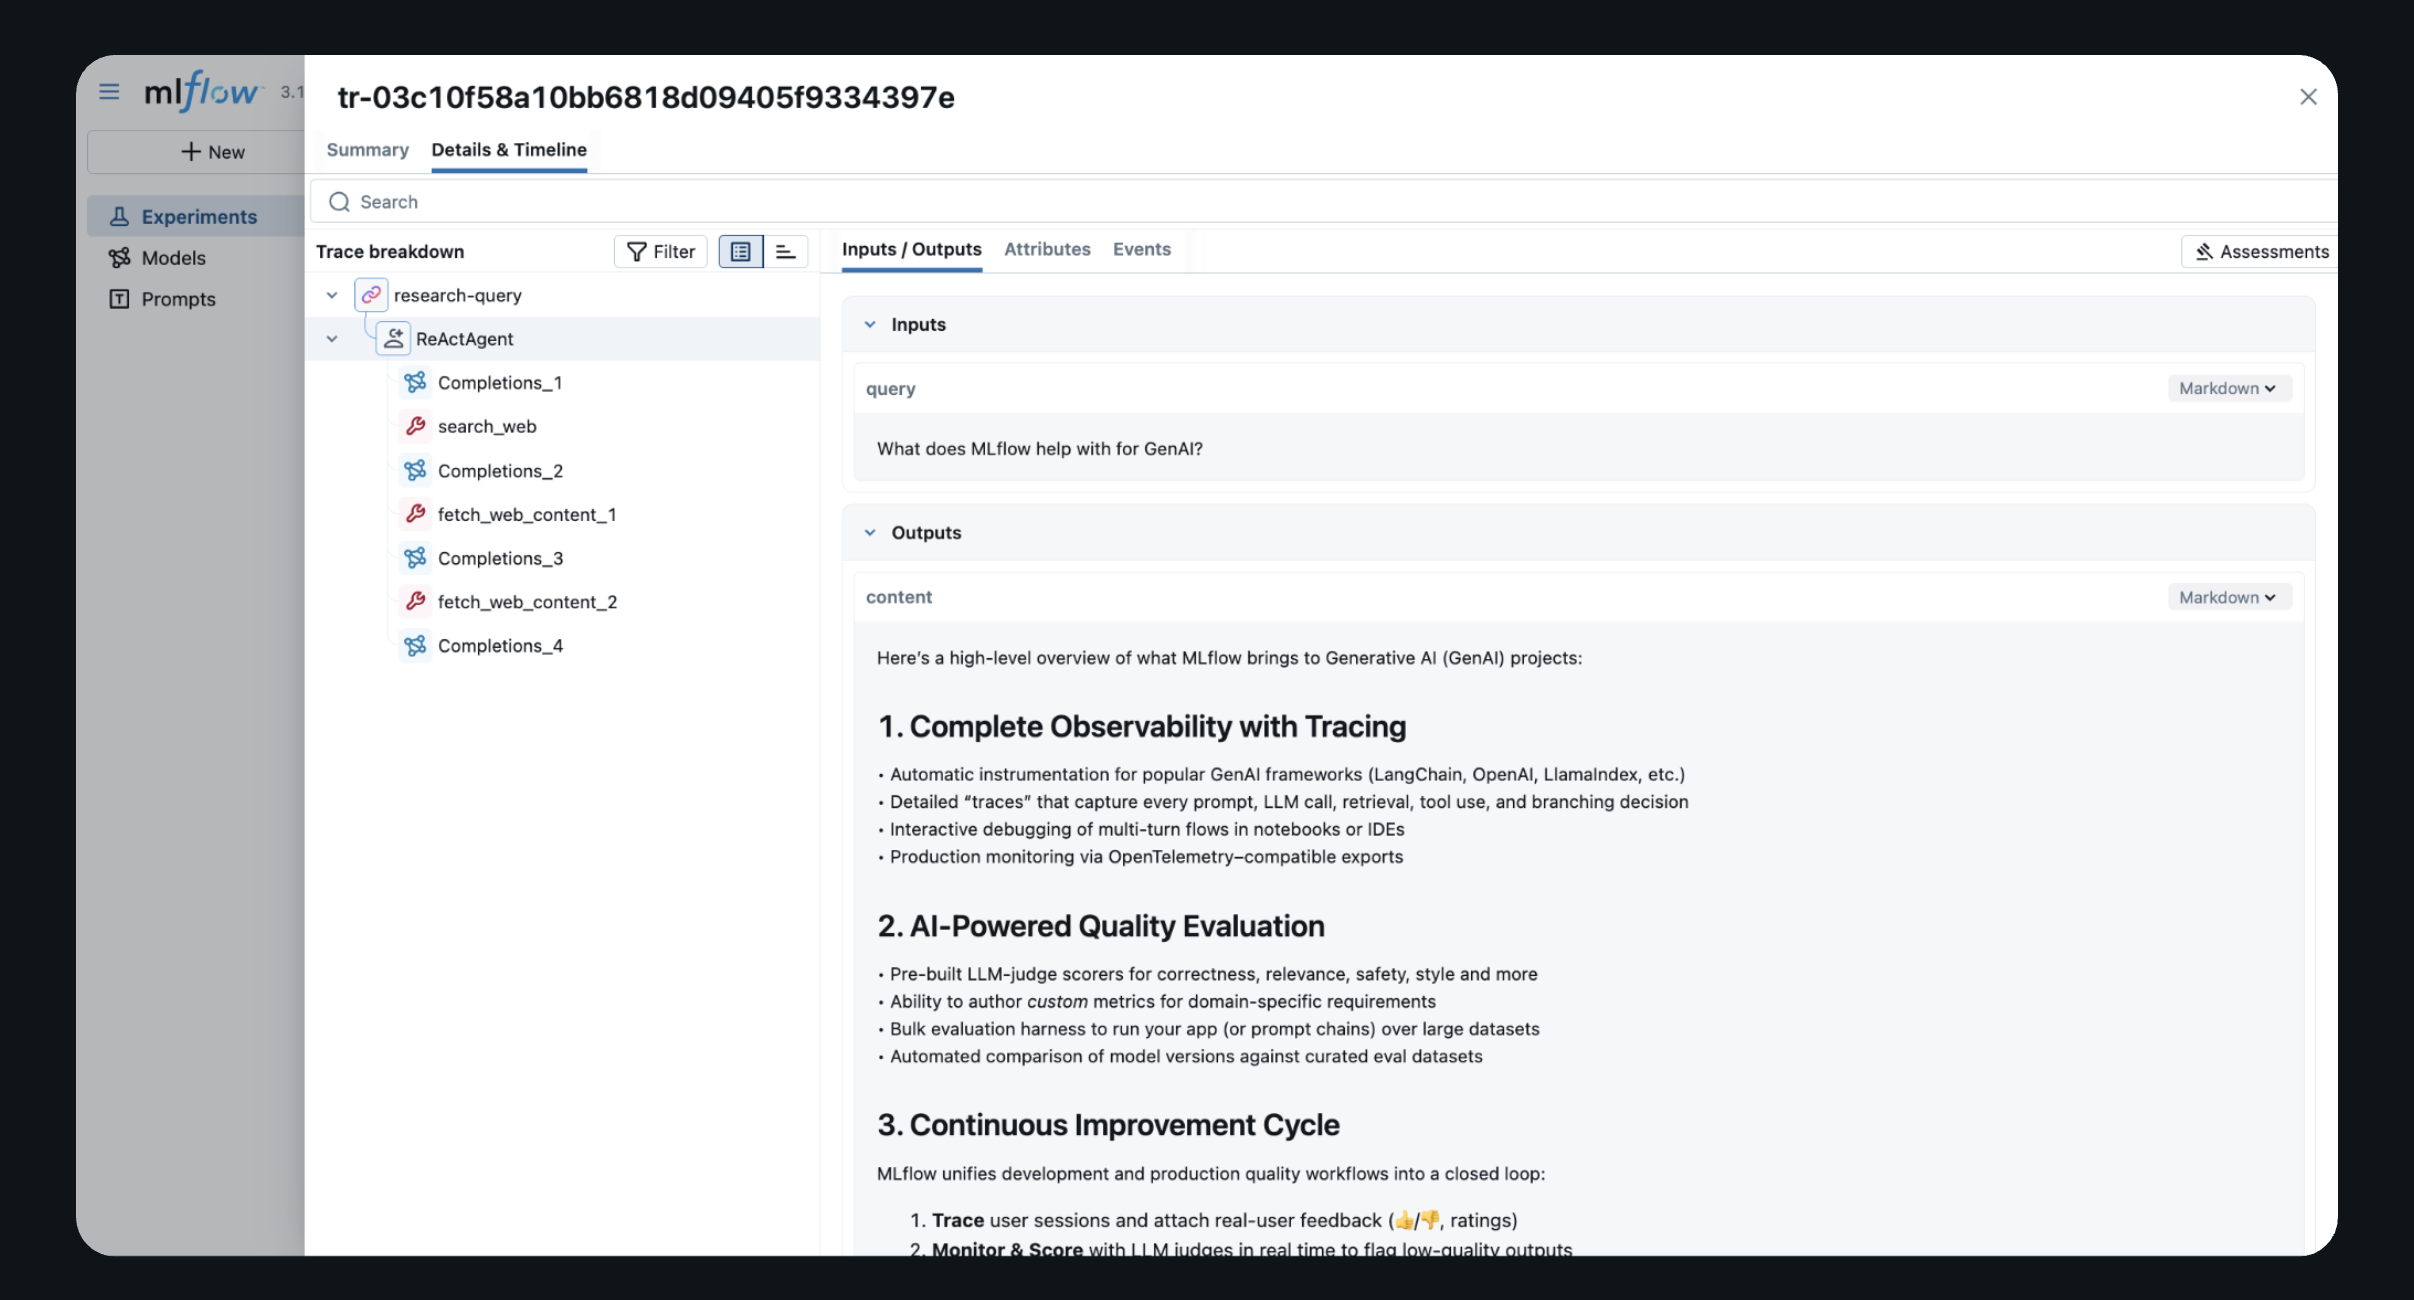 mlflow 3.1
New
Experiments
Models
Prompts
tr-03c10f58a10bb6818d09405f9334397e
Summary
Details & Timeline
Search
Trace breakdown
Filter
research-query
ReActAgent
Completions_1
search_web
Completions_2
fetch_web_content_1
Completions_3
fetch_web_content_2
Completions_4
Inputs / Outputs
Attributes
Events
Assessments
Inputs
query
Markdown
What does MLflow help with for GenAI?
Outputs
content
Markdown
Here’s a high-level overview of what MLflow brings to Generative AI (GenAI) projects:
1. Complete Observability with Tracing
• Automatic instrumentation for popular GenAI frameworks (LangChain, OpenAI, LlamaIndex, etc.)
• Detailed “traces” that capture every prompt, LLM call, retrieval, tool use, and branching decision
• Interactive debugging of multi-turn flows in notebooks or IDEs
• Production monitoring via OpenTelemetry–compatible exports
2. AI-Powered Quality Evaluation
• Pre-built LLM-judge scorers for correctness, relevance, safety, style and more
• Ability to author custom metrics for domain-specific requirements
• Bulk evaluation harness to run your app (or prompt chains) over large datasets
• Automated comparison of model versions against curated eval datasets
3. Continuous Improvement Cycle
MLflow unifies development and production quality workflows into a closed loop:
1. Trace user sessions and attach real-user feedback (👍/👎, ratings)
2. Monitor & Score with LLM judges in real time to flag low-quality outputs